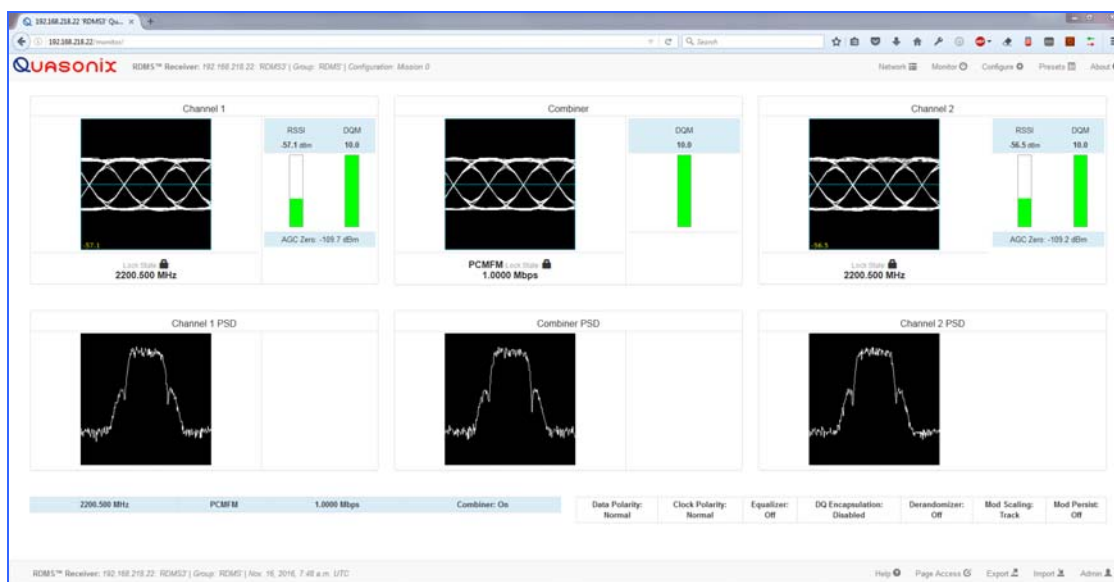 192.168.218.22 'RDMS3' Qu...
192.168.218.22/monitor/
Search
QUASONIX RDMS™ Receiver: 192.168.218.22: RDMS3'| Group: RDMS'| Configuration: Mission 0
Network Monitor Configure Presets About
Channel 1
RSSI DQM
-57.1 dBm 10.0
-57.1
AGC Zero: -109.7 dBm
Lock State
2200.500 MHz
Combiner
DQM
10.0
PCMFM Lock State
1.0000 Mbps
Channel 2
RSSI DQM
-56.5 dBm 10.0
-56.5
AGC Zero: -109.2 dBm
Lock State
2200.500 MHz
Channel 1 PSD
Combiner PSD
Channel 2 PSD
2200.500 MHz PCMFM 1.0000 Mbps Combiner: On
Data Polarity: Normal
Clock Polarity: Normal
Equalizer: Off
DQ Encapsulation: Disabled
Derandomizer: Off
Mod Scaling: Track
Mod Persist: Off
RDMS™ Receiver: 192.168.218.22: RDMS3'| Group: RDMS'| Nov. 16, 2016, 7:48 a.m. UTC
Help Page Access Export Import Admin